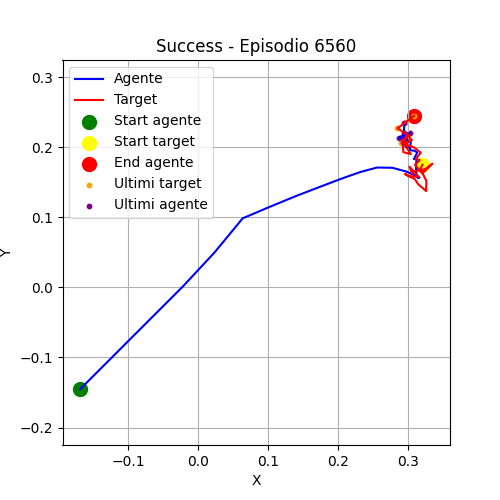 Success - Episodio 6560
Agente
Target
Start agente
Start target
End agente
Ultimi target
Ultimi agente
0.3
0.2
0.1
0.0
−0.1
−0.2
Y
−0.1
0.0
0.1
0.2
0.3
X